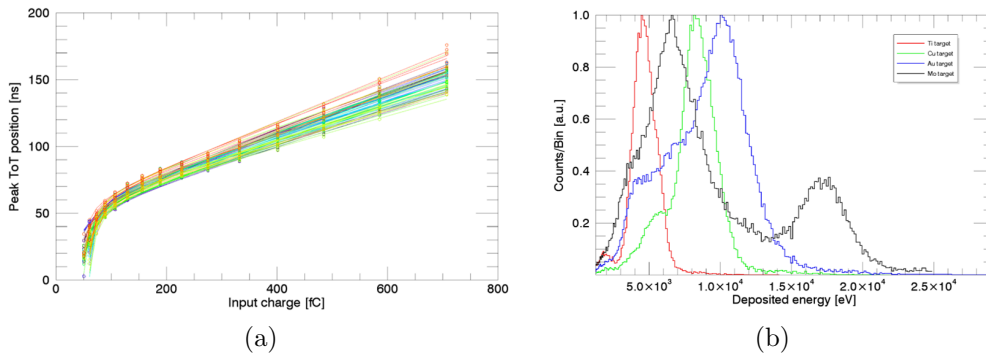 200
150
100
50
0
Peak ToT position [ns]
0 200 400 600 800
Input charge [fC]
(a)
1.0
0.8
0.6
0.4
0.2
Counts/Bin [a.u.]
Ti target
Cu target
Au target
Mo target
5.0×10³ 1.0×10⁴ 1.5×10⁴ 2.0×10⁴ 2.5×10⁴
Deposited energy [eV]
(b)